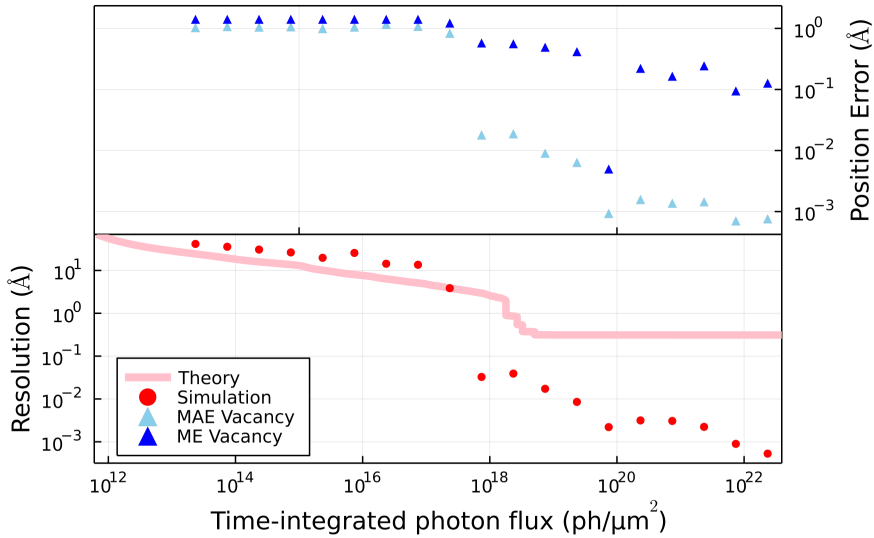 10⁰
10⁻¹
10⁻²
10⁻³
Position Error (Å)
10¹
10⁰
10⁻¹
10⁻²
10⁻³
Resolution (Å)
Theory
Simulation
MAE Vacancy
ME Vacancy
10¹² 10¹⁴ 10¹⁶ 10¹⁸ 10²⁰ 10²²
Time-integrated photon flux (ph/μm²)